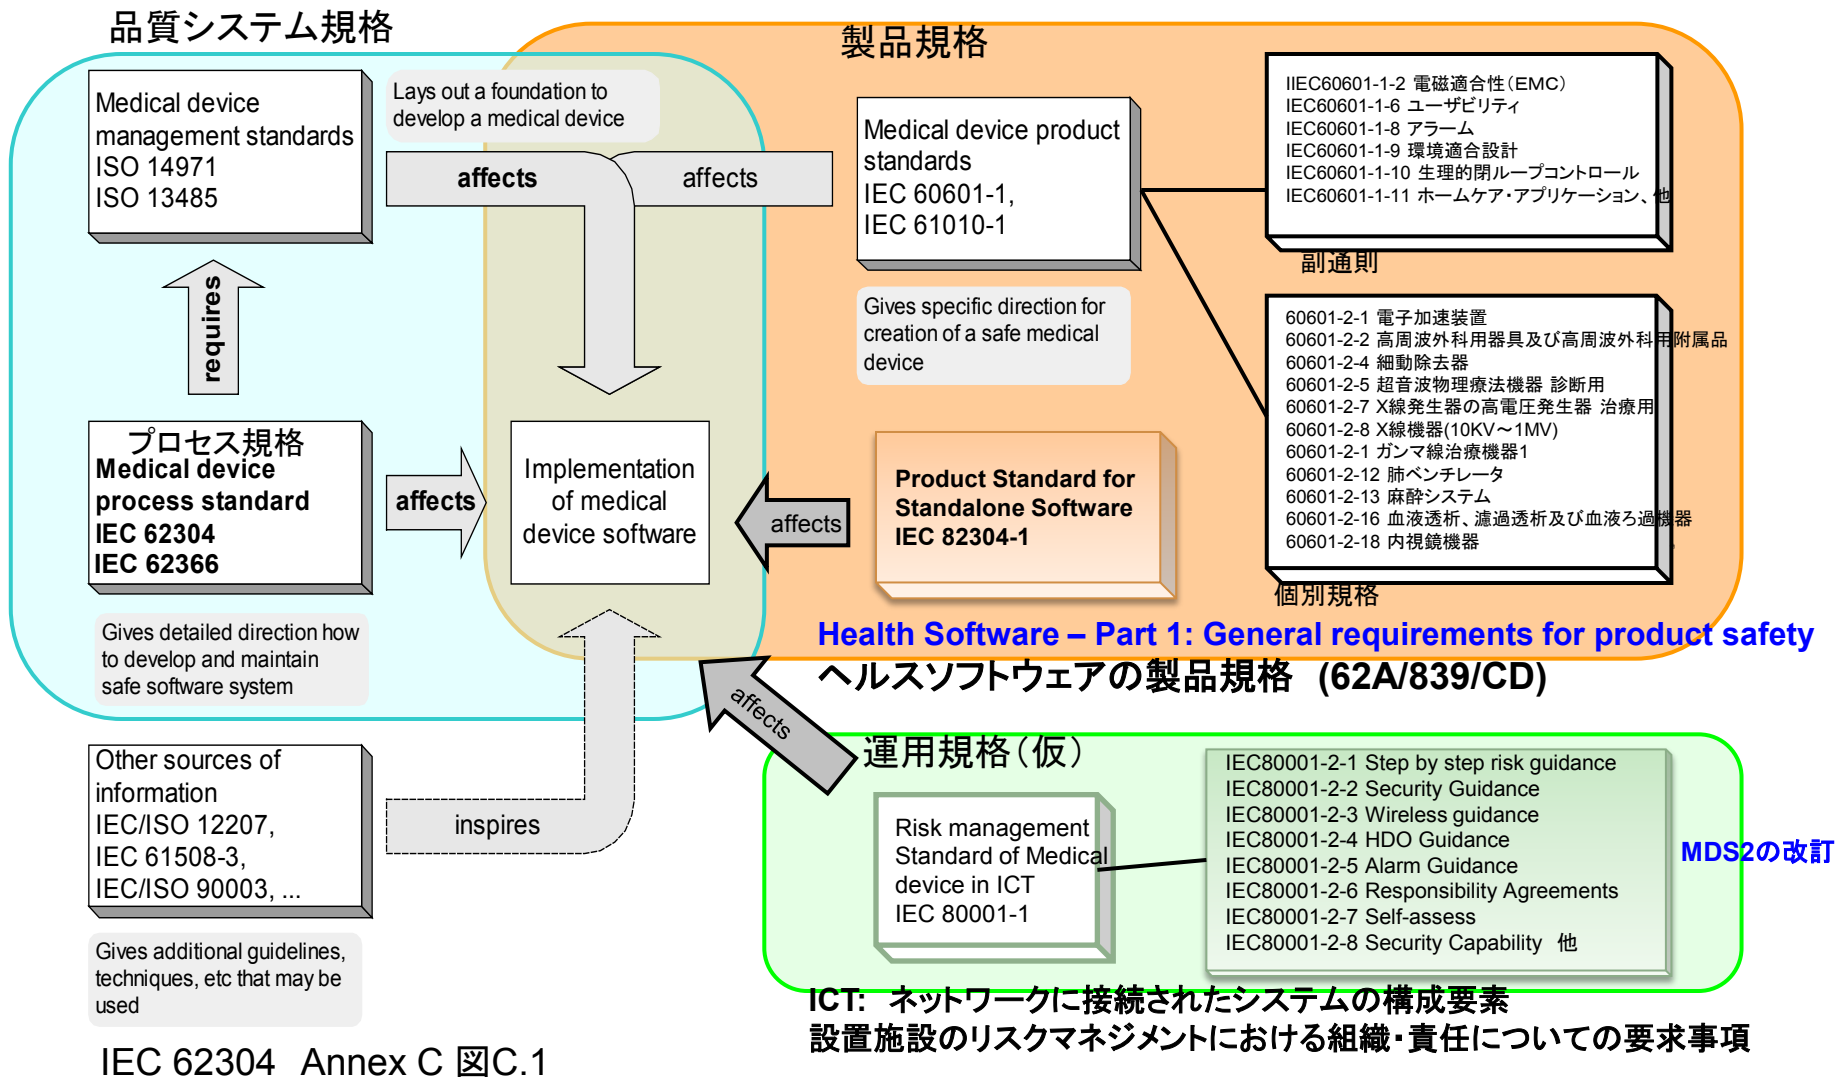 品質システム規格
製品規格
Medical device
management standards
ISO 14971
ISO 13485
Lays out a foundation to
develop a medical device
affects
affects
Medical device product
standards
IEC 60601-1,
IEC 61010-1
IIEC60601-1-2 電磁適合性(EMC)
IEC60601-1-6 ユーザビリティ
IEC60601-1-8 アラーム
IEC60601-1-9 環境適合設計
IEC60601-1-10 生理的閉ループコントロール
IEC60601-1-11 ホームケア・アプリケーション、他
副通則
requires
Gives specific direction for
creation of a safe medical
device
60601-2-1 電子加速装置
60601-2-2 高周波外科用器具及び高周波外科用附属品
60601-2-4 細動除去器
60601-2-5 超音波物理療法機器 診断用
60601-2-7 X線発生器の高電圧発生器 治療用
60601-2-8 X線機器(10KV～1MV)
60601-2-1 ガンマ線治療機器1
60601-2-12 肺ベンチレータ
60601-2-13 麻酔システム
60601-2-16 血液透析、濾過透析及び血液ろ過機器
60601-2-18 内視鏡機器
個別規格
プロセス規格
Medical device
process standard
IEC 62304
IEC 62366
affects
Implementation
of medical
device software
affects
Product Standard for
Standalone Software
IEC 82304-1
Gives detailed direction how
to develop and maintain
safe software system
Health Software – Part 1: General requirements for product safety
ヘルスソフトウェアの製品規格 (62A/839/CD)
affects
運用規格(仮)
Other sources of
information
IEC/ISO 12207,
IEC 61508-3,
IEC/ISO 90003, ...
inspires
Risk management
Standard of Medical
device in ICT
IEC 80001-1
IEC80001-2-1 Step by step risk guidance
IEC80001-2-2 Security Guidance
IEC80001-2-3 Wireless guidance
IEC80001-2-4 HDO Guidance
IEC80001-2-5 Alarm Guidance
IEC80001-2-6 Responsibility Agreements
IEC80001-2-7 Self-assess
IEC80001-2-8 Security Capability 他
MDS2の改訂
Gives additional guidelines,
techniques, etc that may be
used
ICT: ネットワークに接続されたシステムの構成要素
設置施設のリスクマネジメントにおける組織・責任についての要求事項
IEC 62304 Annex C 図C.1